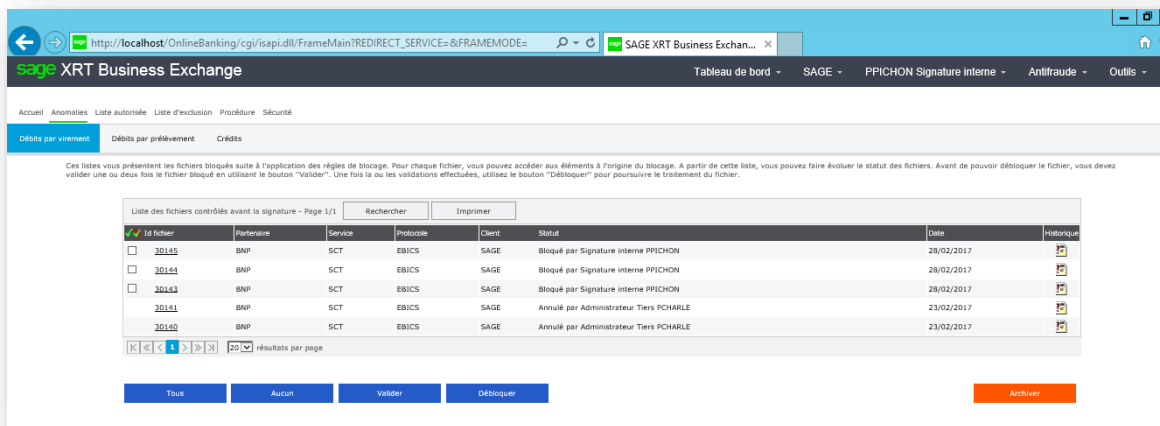 http://localhost/OnlineBanking/cgi/isapi.dll/FrameMain?REDIRECT_SERVICE=&FRAMEMODE= SAGE XRT Business Exchan... ×
sage XRT Business Exchange Tableau de bord SAGE PPICHON Signature interne Antifraude Outils
Accueil Anomalies Liste autorisée Liste d'exclusion Procédure Sécurité
Débits par virement Débits par prélèvement Crédits
Ces listes vous présentent les fichiers bloqués suite à l'application des règles de blocage. Pour chaque fichier, vous pouvez accéder aux éléments à l'origine du blocage. A partir de cette liste, vous pouvez faire évoluer le statut des fichiers. Avant de pouvoir débloquer le fichier, vous devez
valider une ou deux fois le fichier bloqué en utilisant le bouton "Valider". Une fois la ou les validations effectuées, utilisez le bouton "Débloquer" pour poursuivre le traitement du fichier.
Liste des fichiers contrôlés avant la signature - Page 1/1 Rechercher Imprimer
Id fichier Partenaire Service Protocole Client Statut Date Historique
30145 BNP SCT EBICS SAGE Bloqué par Signature interne PPICHON 28/02/2017
30144 BNP SCT EBICS SAGE Bloqué par Signature interne PPICHON 28/02/2017
30143 BNP SCT EBICS SAGE Bloqué par Signature interne PPICHON 28/02/2017
30141 BNP SCT EBICS SAGE Annulé par Administrateur Tiers PCHARLE 23/02/2017
30140 BNP SCT EBICS SAGE Annulé par Administrateur Tiers PCHARLE 23/02/2017
1 20 résultats par page
Tous Aucun Valider Débloquer Archiver